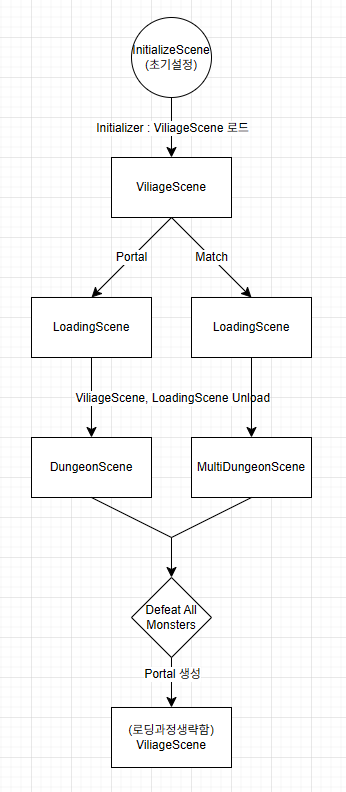 InitializeScene
(초기설정)
Initializer : ViliageScene 로드
ViliageScene
Portal
Match
LoadingScene
LoadingScene
ViliageScene, LoadingScene Unload
DungeonScene
MultiDungeonScene
Defeat All
Monsters
Portal 생성
(로딩과정생략함)
ViliageScene